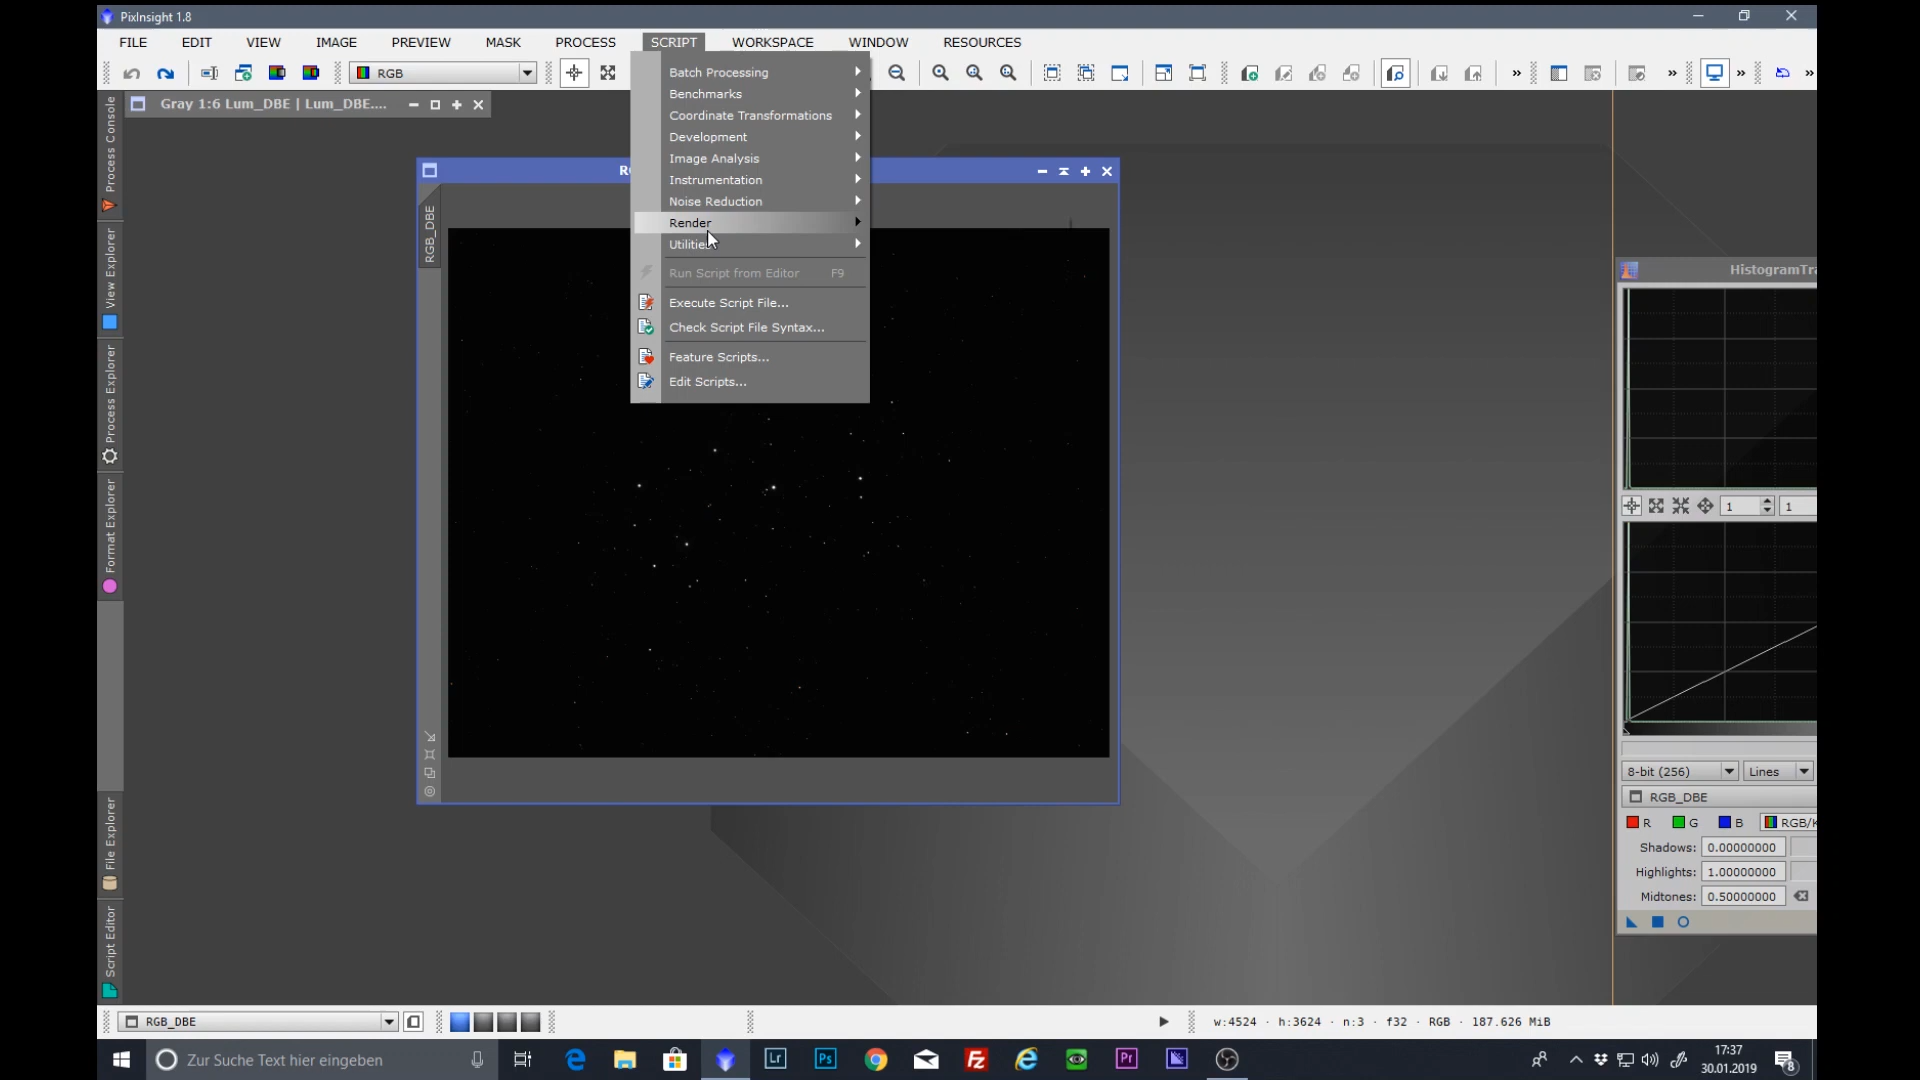 PixInsight 1.8
FILE EDIT VIEW IMAGE PREVIEW MASK PROCESS SCRIPT WORKSPACE WINDOW RESOURCES
RGB
Gray 1:6 Lum_DBE | Lum_DBE....
Batch Processing
Benchmarks
Coordinate Transformations
Development
Image Analysis
Instrumentation
Noise Reduction
Render
Utilities
Run Script from Editor F9
Execute Script File...
Check Script File Syntax...
Feature Scripts...
Edit Scripts...
RGB_DBE
Process Console
View Explorer
Process Explorer
Format Explorer
File Explorer
Script Editor
HistogramTra
1 1
8-bit (256) Lines
RGB_DBE
R G B RGB/K
Shadows: 0.00000000
Highlights: 1.00000000
Midtones: 0.50000000
RGB_DBE
w:4524 · h:3624 · n:3 · f32 · RGB · 187.626 MiB
Zur Suche Text hier eingeben
Lr Ps Pr
17:37
30.01.2019
8